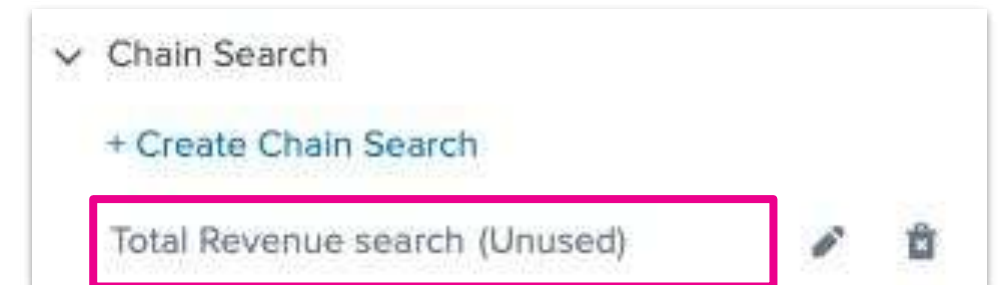 Chain Search
+ Create Chain Search
Total Revenue search (Unused)